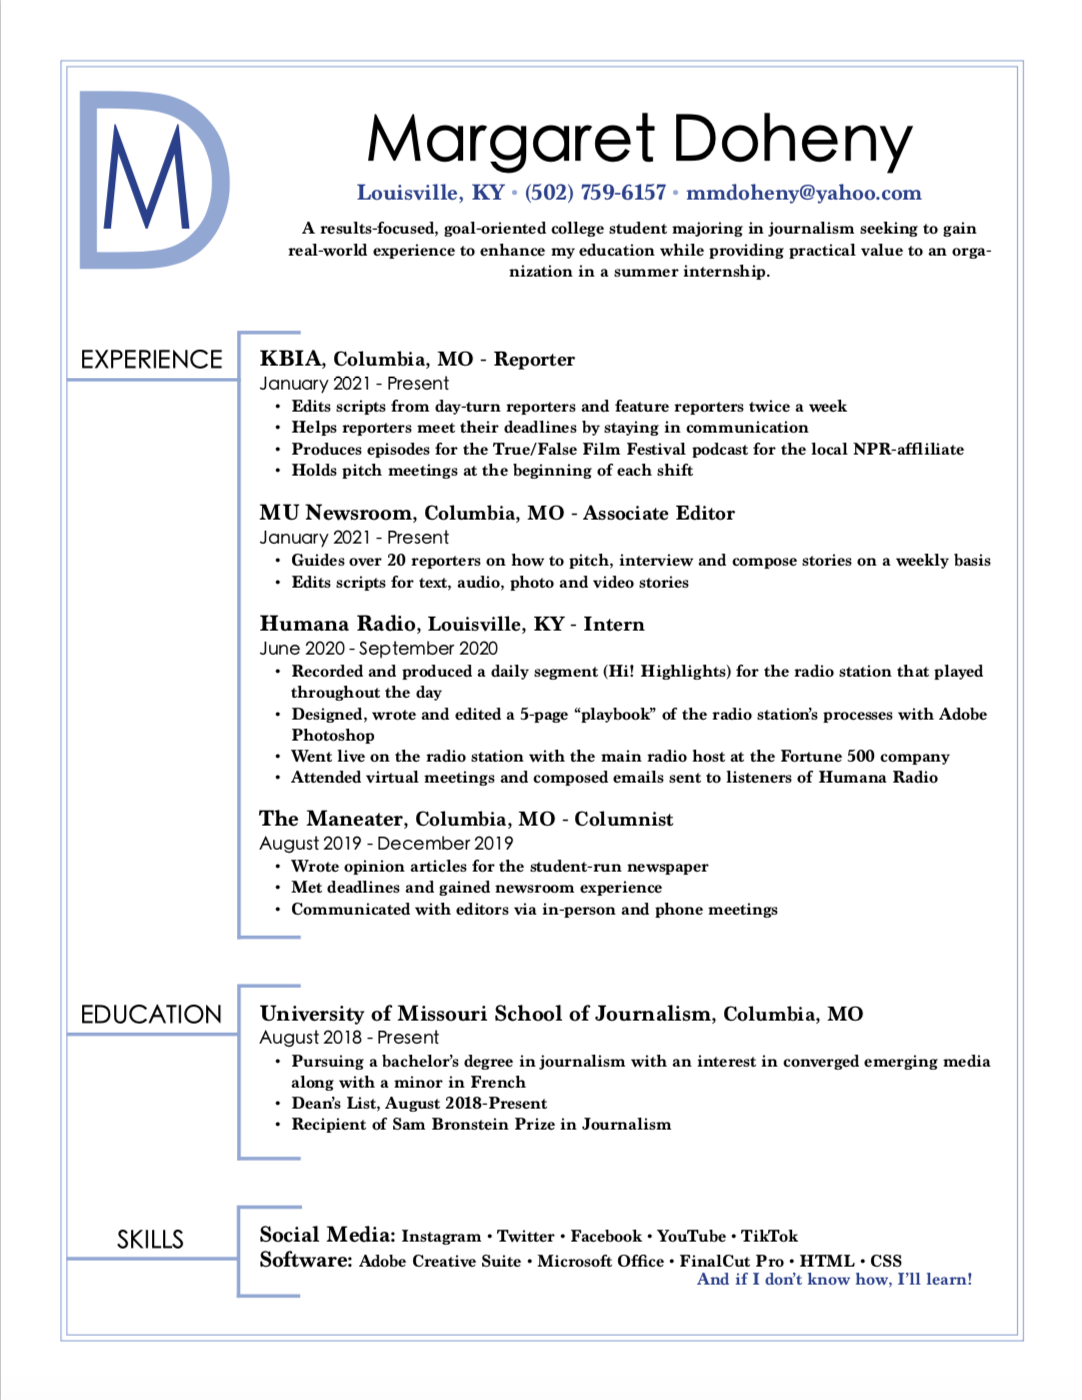 DM
Margaret Doheny
Louisville, KY • (502) 759-6157 • mmdoheny@yahoo.com
A results-focused, goal-oriented college student majoring in journalism seeking to gain
real-world experience to enhance my education while providing practical value to an orga-
nization in a summer internship.
EXPERIENCE
KBIA, Columbia, MO - Reporter
January 2021 - Present
• Edits scripts from day-turn reporters and feature reporters twice a week
• Helps reporters meet their deadlines by staying in communication
• Produces episodes for the True/False Film Festival podcast for the local NPR-affliliate
• Holds pitch meetings at the beginning of each shift
MU Newsroom, Columbia, MO - Associate Editor
January 2021 - Present
• Guides over 20 reporters on how to pitch, interview and compose stories on a weekly basis
• Edits scripts for text, audio, photo and video stories
Humana Radio, Louisville, KY - Intern
June 2020 - September 2020
• Recorded and produced a daily segment (Hi! Highlights) for the radio station that played
throughout the day
• Designed, wrote and edited a 5-page “playbook” of the radio station’s processes with Adobe
Photoshop
• Went live on the radio station with the main radio host at the Fortune 500 company
• Attended virtual meetings and composed emails sent to listeners of Humana Radio
The Maneater, Columbia, MO - Columnist
August 2019 - December 2019
• Wrote opinion articles for the student-run newspaper
• Met deadlines and gained newsroom experience
• Communicated with editors via in-person and phone meetings
EDUCATION
University of Missouri School of Journalism, Columbia, MO
August 2018 - Present
• Pursuing a bachelor’s degree in journalism with an interest in converged emerging media
along with a minor in French
• Dean’s List, August 2018-Present
• Recipient of Sam Bronstein Prize in Journalism
SKILLS
Social Media: Instagram • Twitter • Facebook • YouTube • TikTok
Software: Adobe Creative Suite • Microsoft Office • FinalCut Pro • HTML • CSS
And if I don’t know how, I’ll learn!